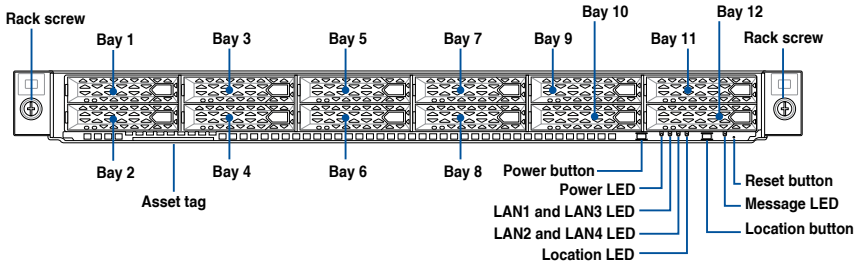 Rack screw
Bay 1
Bay 3
Bay 5
Bay 7
Bay 9
Bay 10
Bay 11
Bay 12
Rack screw
Bay 2
Asset tag
Bay 4
Bay 6
Bay 8
Power button
Power LED
LAN1 and LAN3 LED
LAN2 and LAN4 LED
Location LED
Reset button
Message LED
Location button